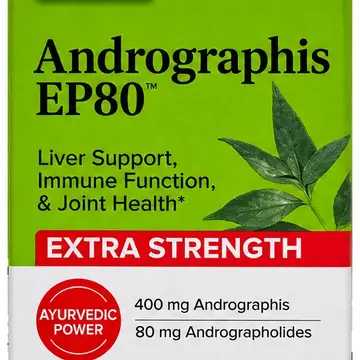 Andrographis
EP80™
Liver Support,
Immune Function,
& Joint Health*
EXTRA STRENGTH
AYURVEDIC
POWER
400 mg Andrographis
80 mg Andrographolides